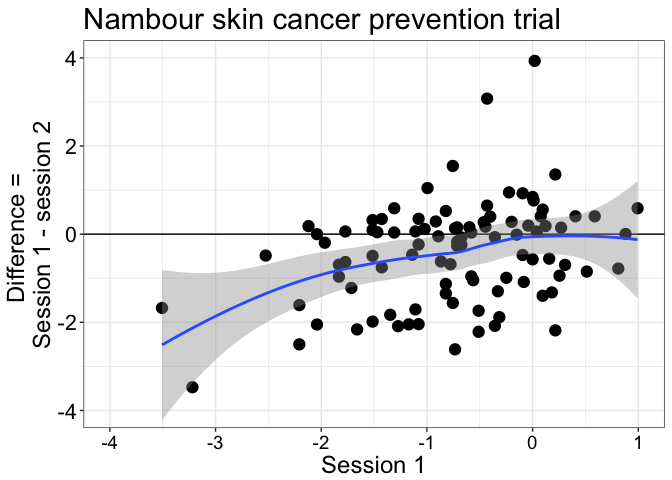 Nambour skin cancer prevention trial
Difference =
Session 1 - session 2
4
2
0
-2
-4
-4 -3 -2 -1 0 1
Session 1